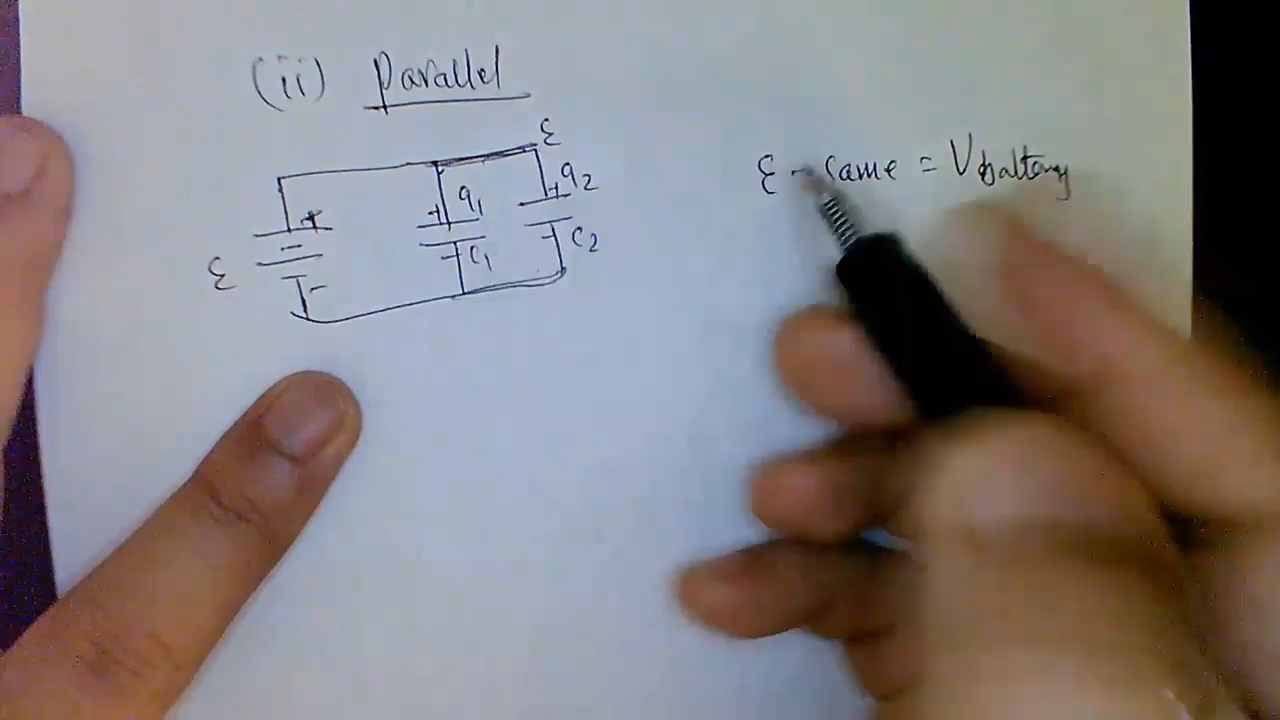 (ii) Parallel
ε
q1
q2
+
+
+
-
ε
C1
C2
-
ε - same = Vbattery